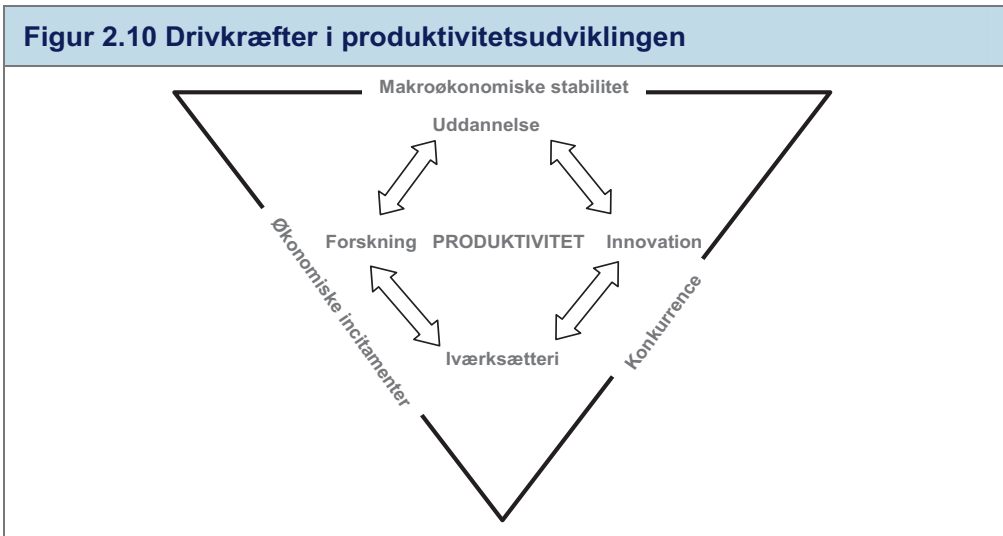 Figur 2.10 Drivkræfter i produktivitetsudviklingen
Makroøkonomiske stabilitet
Uddannelse
Økonomiske incitamenter
Forskning PRODUKTIVITET Innovation
Konkurrence
Iværksætteri